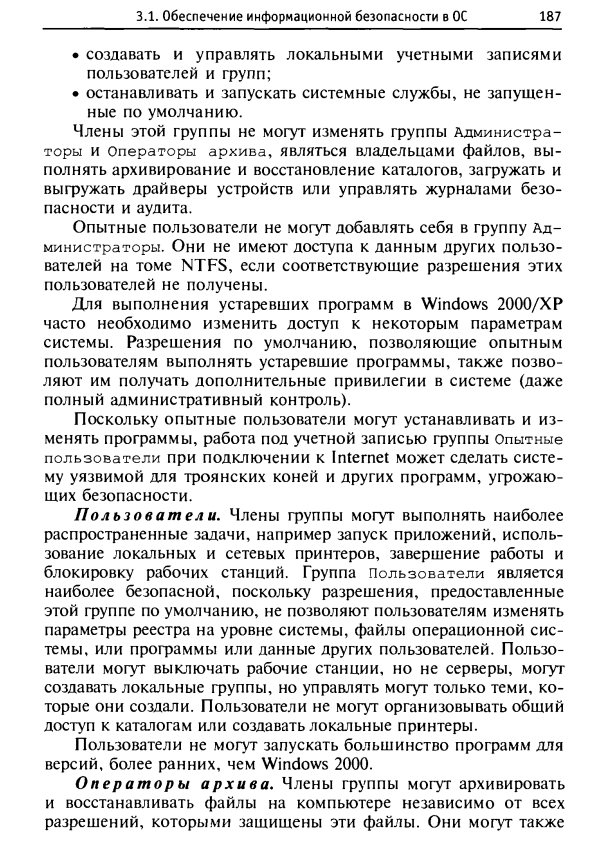 3.1. Обеспечение информационной безопасности в ОС 187
• создавать и управлять локальными учетными записями
пользователей и групп;
• останавливать и запускать системные службы, не запущен-
ные по умолчанию.
Члены этой группы не могут изменять группы Администра-
торы и Операторы архива, являться владельцами файлов, вы-
полнять архивирование и восстановление каталогов, загружать и
выгружать драйверы устройств или управлять журналами безо-
пасности и аудита.
Опытные пользователи не могут добавлять себя в группу Ад-
министраторы. Они не имеют доступа к данным других пользо-
вателей на томе NTFS, если соответствующие разрешения этих
пользователей не получены.
Для выполнения устаревших программ в Windows 2000/XP
часто необходимо изменить доступ к некоторым параметрам
системы. Разрешения по умолчанию, позволяющие опытным
пользователям выполнять устаревшие программы, также позво-
ляют им получать дополнительные привилегии в системе (даже
полный административный контроль).
Поскольку опытные пользователи могут устанавливать и из-
менять программы, работа под учетной записью группы Опытные
пользователи при подключении к Internet может сделать систе-
му уязвимой для троянских коней и других программ, угрожаю-
щих безопасности.
Пользователи. Члены группы могут выполнять наиболее
распространенные задачи, например запуск приложений, исполь-
зование локальных и сетевых принтеров, завершение работы и
блокировку рабочих станций. Группа Пользователи является
наиболее безопасной, поскольку разрешения, предоставленные
этой группе по умолчанию, не позволяют пользователям изменять
параметры реестра на уровне системы, файлы операционной сис-
темы, или программы или данные других пользователей. Пользо-
ватели могут выключать рабочие станции, но не серверы, могут
создавать локальные группы, но управлять могут только теми, ко-
торые они создали. Пользователи не могут организовывать общий
доступ к каталогам или создавать локальные принтеры.
Пользователи не могут запускать большинство программ для
версий, более ранних, чем Windows 2000.
Операторы архива. Члены группы могут архивировать
и восстанавливать файлы на компьютере независимо от всех
разрешений, которыми защищены эти файлы. Они могут также